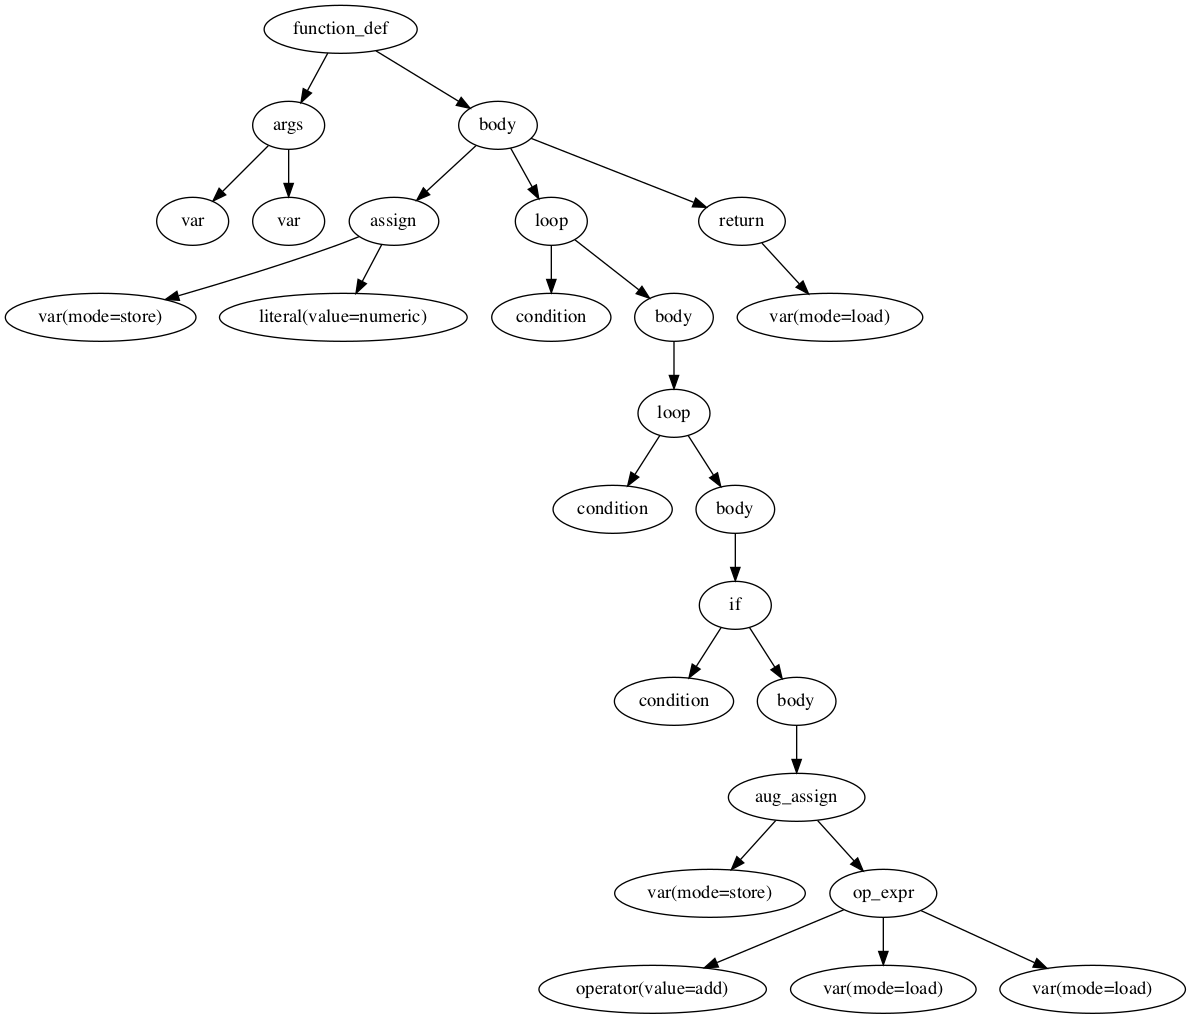 function_def
args
body
var
var
assign
loop
return
var(mode=store)
literal(value=numeric)
condition
body
var(mode=load)
loop
condition
body
if
condition
body
aug_assign
var(mode=store)
op_expr
operator(value=add)
var(mode=load)
var(mode=load)